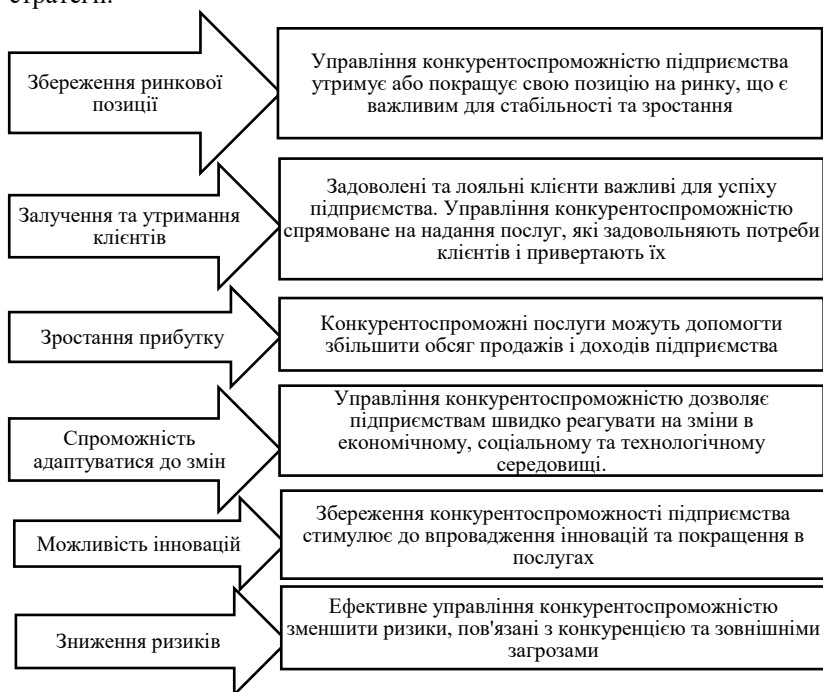 стратегії.
Збереження ринкової
позиції
Управління конкурентоспроможністю підприємства
утримує або покращує свою позицію на ринку, що є
важливим для стабільності та зростання
Залучення та утримання
клієнтів
Задоволені та лояльні клієнти важливі для успіху
підприємства. Управління конкурентоспроможністю
спрямоване на надання послуг, які задовольняють потреби
клієнтів і привертають їх
Зростання прибутку
Конкурентоспроможні послуги можуть допомогти
збільшити обсяг продажів і доходів підприємства
Спроможність
адаптуватися до змін
Управління конкурентоспроможністю дозволяє
підприємствам швидко реагувати на зміни в
економічному, соціальному та технологічному
середовищі.
Можливість інновацій
Збереження конкурентоспроможності підприємства
стимулює до впровадження інновацій та покращення в
послугах
Зниження ризиків
Ефективне управління конкурентоспроможністю
зменшити ризики, пов'язані з конкуренцією та зовнішніми
загрозами